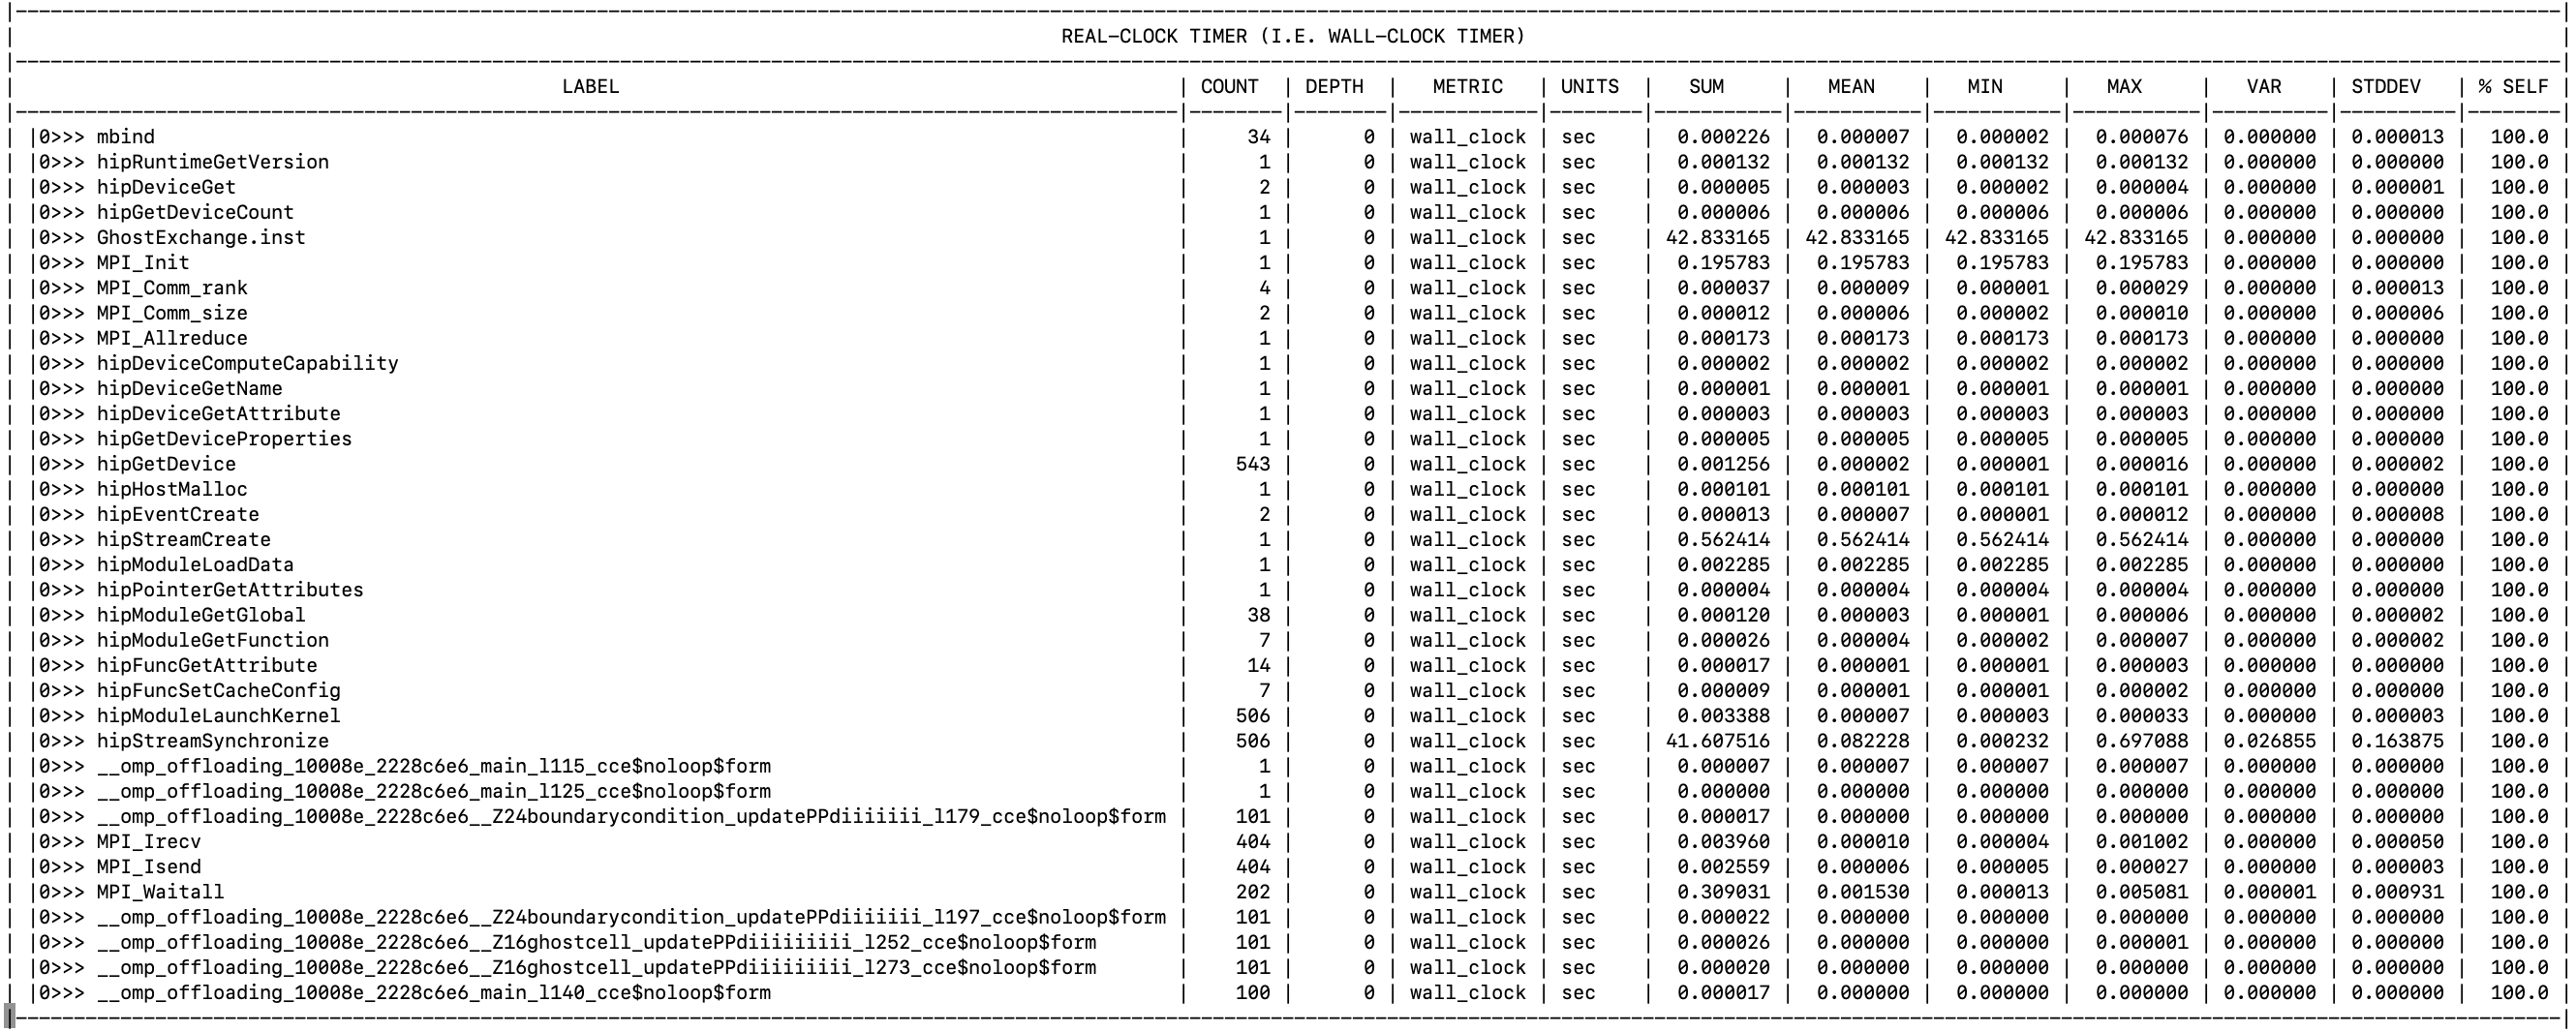 REAL-CLOCK TIMER (I.E. WALL-CLOCK TIMER)
| LABEL | COUNT | DEPTH | METRIC | UNITS | SUM | MEAN | MIN | MAX | VAR | STDDEV | % SELF |
| |0>>> mbind | 34 | 0 | wall_clock | sec | 0.000226 | 0.000007 | 0.000002 | 0.000076 | 0.000000 | 0.000013 | 100.0 |
| |0>>> hipRuntimeGetVersion | 1 | 0 | wall_clock | sec | 0.000132 | 0.000132 | 0.000132 | 0.000132 | 0.000000 | 0.000000 | 100.0 |
| |0>>> hipDeviceGet | 2 | 0 | wall_clock | sec | 0.000005 | 0.000003 | 0.000002 | 0.000004 | 0.000000 | 0.000001 | 100.0 |
| |0>>> hipGetDeviceCount | 1 | 0 | wall_clock | sec | 0.000006 | 0.000006 | 0.000006 | 0.000006 | 0.000000 | 0.000000 | 100.0 |
| |0>>> GhostExchange.inst | 1 | 0 | wall_clock | sec | 42.833165 | 42.833165 | 42.833165 | 42.833165 | 0.000000 | 0.000000 | 100.0 |
| |0>>> MPI_Init | 1 | 0 | wall_clock | sec | 0.195783 | 0.195783 | 0.195783 | 0.195783 | 0.000000 | 0.000000 | 100.0 |
| |0>>> MPI_Comm_rank | 4 | 0 | wall_clock | sec | 0.000037 | 0.000009 | 0.000001 | 0.000029 | 0.000000 | 0.000013 | 100.0 |
| |0>>> MPI_Comm_size | 2 | 0 | wall_clock | sec | 0.000012 | 0.000006 | 0.000002 | 0.000010 | 0.000000 | 0.000006 | 100.0 |
| |0>>> MPI_Allreduce | 1 | 0 | wall_clock | sec | 0.000173 | 0.000173 | 0.000173 | 0.000173 | 0.000000 | 0.000000 | 100.0 |
| |0>>> hipDeviceComputeCapability | 1 | 0 | wall_clock | sec | 0.000002 | 0.000002 | 0.000002 | 0.000002 | 0.000000 | 0.000000 | 100.0 |
| |0>>> hipDeviceGetName | 1 | 0 | wall_clock | sec | 0.000001 | 0.000001 | 0.000001 | 0.000001 | 0.000000 | 0.000000 | 100.0 |
| |0>>> hipDeviceGetAttribute | 1 | 0 | wall_clock | sec | 0.000003 | 0.000003 | 0.000003 | 0.000003 | 0.000000 | 0.000000 | 100.0 |
| |0>>> hipGetDeviceProperties | 1 | 0 | wall_clock | sec | 0.000005 | 0.000005 | 0.000005 | 0.000005 | 0.000000 | 0.000000 | 100.0 |
| |0>>> hipGetDevice | 543 | 0 | wall_clock | sec | 0.001256 | 0.000002 | 0.000001 | 0.000016 | 0.000000 | 0.000002 | 100.0 |
| |0>>> hipHostMalloc | 1 | 0 | wall_clock | sec | 0.000101 | 0.000101 | 0.000101 | 0.000101 | 0.000000 | 0.000000 | 100.0 |
| |0>>> hipEventCreate | 2 | 0 | wall_clock | sec | 0.000013 | 0.000007 | 0.000001 | 0.000012 | 0.000000 | 0.000008 | 100.0 |
| |0>>> hipStreamCreate | 1 | 0 | wall_clock | sec | 0.562414 | 0.562414 | 0.562414 | 0.562414 | 0.000000 | 0.000000 | 100.0 |
| |0>>> hipModuleLoadData | 1 | 0 | wall_clock | sec | 0.002285 | 0.002285 | 0.002285 | 0.002285 | 0.000000 | 0.000000 | 100.0 |
| |0>>> hipPointerGetAttributes | 1 | 0 | wall_clock | sec | 0.000004 | 0.000004 | 0.000004 | 0.000004 | 0.000000 | 0.000000 | 100.0 |
| |0>>> hipModuleGetGlobal | 38 | 0 | wall_clock | sec | 0.000120 | 0.000003 | 0.000001 | 0.000006 | 0.000000 | 0.000002 | 100.0 |
| |0>>> hipModuleGetFunction | 7 | 0 | wall_clock | sec | 0.000026 | 0.000004 | 0.000002 | 0.000007 | 0.000000 | 0.000002 | 100.0 |
| |0>>> hipFuncGetAttribute | 14 | 0 | wall_clock | sec | 0.000017 | 0.000001 | 0.000001 | 0.000003 | 0.000000 | 0.000000 | 100.0 |
| |0>>> hipFuncSetCacheConfig | 7 | 0 | wall_clock | sec | 0.000009 | 0.000001 | 0.000001 | 0.000002 | 0.000000 | 0.000000 | 100.0 |
| |0>>> hipModuleLaunchKernel | 506 | 0 | wall_clock | sec | 0.003388 | 0.000007 | 0.000003 | 0.000033 | 0.000000 | 0.000003 | 100.0 |
| |0>>> hipStreamSynchronize | 506 | 0 | wall_clock | sec | 41.607516 | 0.082228 | 0.000232 | 0.697088 | 0.026855 | 0.163875 | 100.0 |
| |0>>> __omp_offloading_10008e_2228c6e6_main_l115_cce$noloop$form | 1 | 0 | wall_clock | sec | 0.000007 | 0.000007 | 0.000007 | 0.000007 | 0.000000 | 0.000000 | 100.0 |
| |0>>> __omp_offloading_10008e_2228c6e6_main_l125_cce$noloop$form | 1 | 0 | wall_clock | sec | 0.000000 | 0.000000 | 0.000000 | 0.000000 | 0.000000 | 0.000000 | 100.0 |
| |0>>> __omp_offloading_10008e_2228c6e6__Z24boundarycondition_updatePPdiiiiiii_l179_cce$noloop$form | 101 | 0 | wall_clock | sec | 0.000017 | 0.000000 | 0.000000 | 0.000000 | 0.000000 | 0.000000 | 100.0 |
| |0>>> MPI_Irecv | 404 | 0 | wall_clock | sec | 0.003960 | 0.000010 | 0.000004 | 0.001002 | 0.000000 | 0.000050 | 100.0 |
| |0>>> MPI_Isend | 404 | 0 | wall_clock | sec | 0.002559 | 0.000006 | 0.000005 | 0.000027 | 0.000000 | 0.000003 | 100.0 |
| |0>>> MPI_Waitall | 202 | 0 | wall_clock | sec | 0.309031 | 0.001530 | 0.000013 | 0.005081 | 0.000001 | 0.000931 | 100.0 |
| |0>>> __omp_offloading_10008e_2228c6e6__Z24boundarycondition_updatePPdiiiiiii_l197_cce$noloop$form | 101 | 0 | wall_clock | sec | 0.000022 | 0.000000 | 0.000000 | 0.000000 | 0.000000 | 0.000000 | 100.0 |
| |0>>> __omp_offloading_10008e_2228c6e6__Z16ghostcell_updatePPdiiiiiiiii_l252_cce$noloop$form | 101 | 0 | wall_clock | sec | 0.000026 | 0.000000 | 0.000000 | 0.000001 | 0.000000 | 0.000000 | 100.0 |
| |0>>> __omp_offloading_10008e_2228c6e6__Z16ghostcell_updatePPdiiiiiiiii_l273_cce$noloop$form | 101 | 0 | wall_clock | sec | 0.000020 | 0.000000 | 0.000000 | 0.000000 | 0.000000 | 0.000000 | 100.0 |
| |0>>> __omp_offloading_10008e_2228c6e6_main_l140_cce$noloop$form | 100 | 0 | wall_clock | sec | 0.000017 | 0.000000 | 0.000000 | 0.000000 | 0.000000 | 0.000000 | 100.0 |